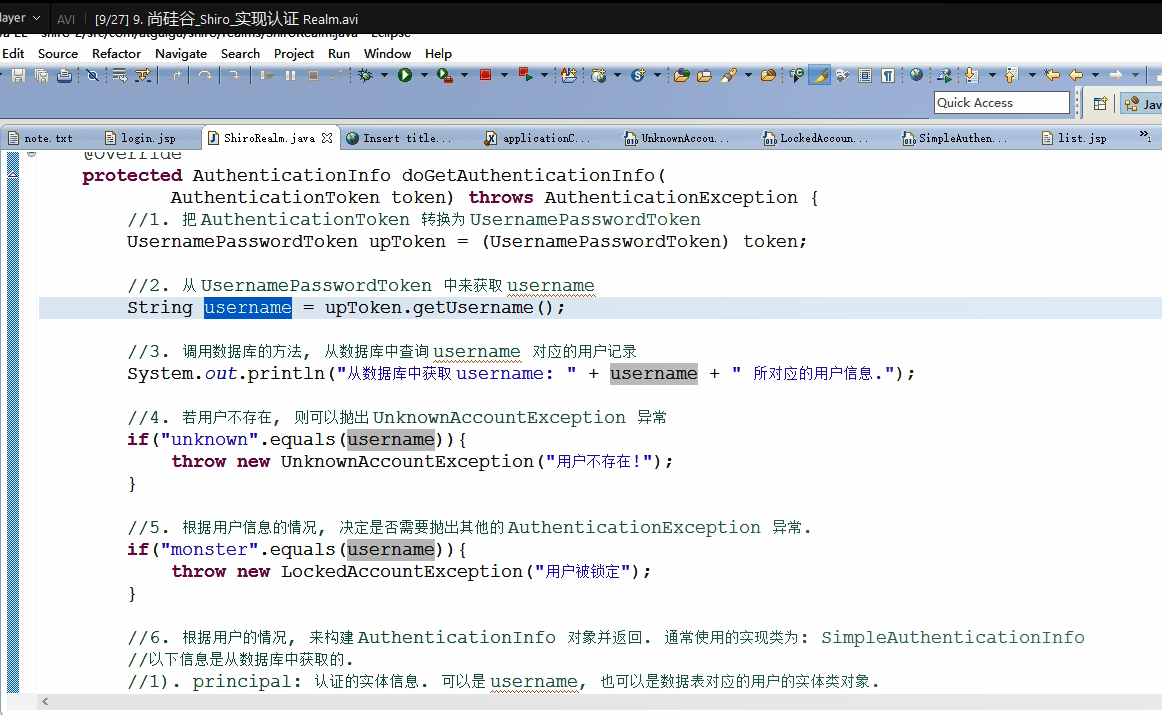 layer AVI [9/27] 9. 尚硅谷_Shiro_实现认证 Realm.avi
Edit Source Refactor Navigate Search Project Run Window Help
Quick Access
Jav
note.txt login.jsp ShiroRealm.java Insert title... applicationC... UnknownAccou... LockedAccoun... SimpleAuthen... list.jsp
@Override
protected AuthenticationInfo doGetAuthenticationInfo(
AuthenticationToken token) throws AuthenticationException {
//1. 把 AuthenticationToken 转换为 UsernamePasswordToken
UsernamePasswordToken upToken = (UsernamePasswordToken) token;
//2. 从 UsernamePasswordToken 中来获取 username
String username = upToken.getUsername();
//3. 调用数据库的方法, 从数据库中查询 username 对应的用户记录
System.out.println("从数据库中获取 username: " + username + " 所对应的用户信息.");
//4. 若用户不存在, 则可以抛出 UnknownAccountException 异常
if("unknown".equals(username)){
throw new UnknownAccountException("用户不存在!");
}
//5. 根据用户信息的情况, 决定是否需要抛出其他的 AuthenticationException 异常.
if("monster".equals(username)){
throw new LockedAccountException("用户被锁定");
}
//6. 根据用户的情况, 来构建 AuthenticationInfo 对象并返回. 通常使用的实现类为: SimpleAuthenticationInfo
//以下信息是从数据库中获取的.
//1). principal: 认证的实体信息. 可以是 username, 也可以是数据表对应的用户的实体类对象.